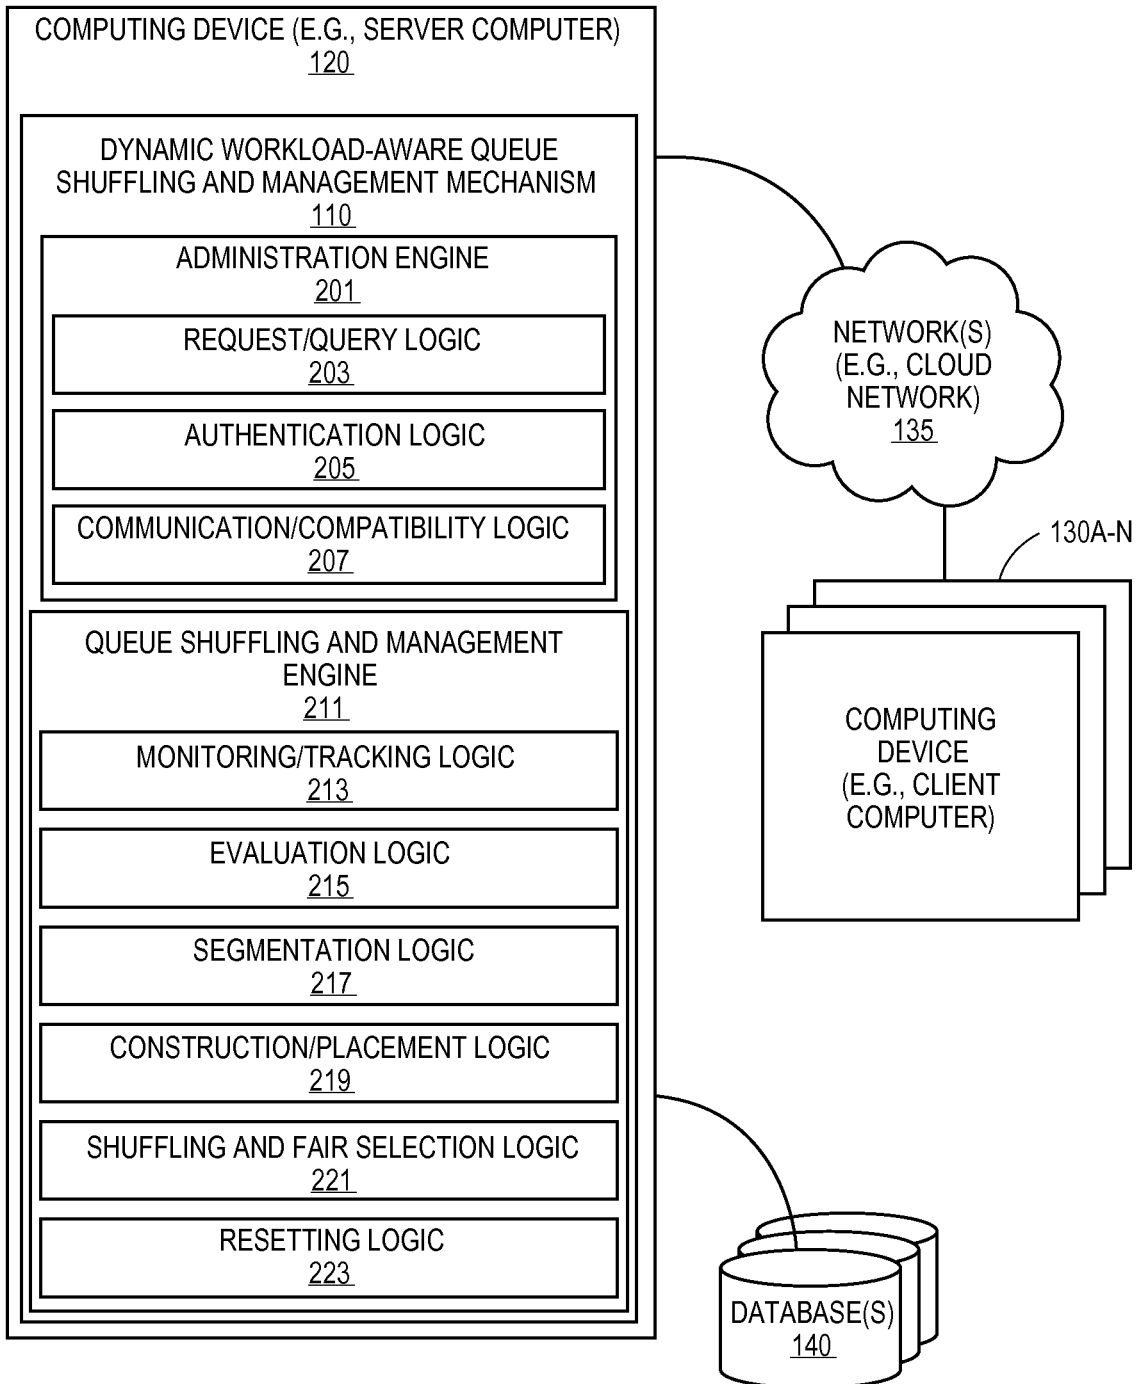 COMPUTING DEVICE (E.G., SERVER COMPUTER)
120
DYNAMIC WORKLOAD-AWARE QUEUE
SHUFFLING AND MANAGEMENT MECHANISM
110
ADMINISTRATION ENGINE
201
REQUEST/QUERY LOGIC
203
AUTHENTICATION LOGIC
205
COMMUNICATION/COMPATIBILITY LOGIC
207
QUEUE SHUFFLING AND MANAGEMENT
ENGINE
211
MONITORING/TRACKING LOGIC
213
EVALUATION LOGIC
215
SEGMENTATION LOGIC
217
CONSTRUCTION/PLACEMENT LOGIC
219
SHUFFLING AND FAIR SELECTION LOGIC
221
RESETTING LOGIC
223
NETWORK(S)
(E.G., CLOUD
NETWORK)
135
130A-N
COMPUTING
DEVICE
(E.G., CLIENT
COMPUTER)
DATABASE(S)
140